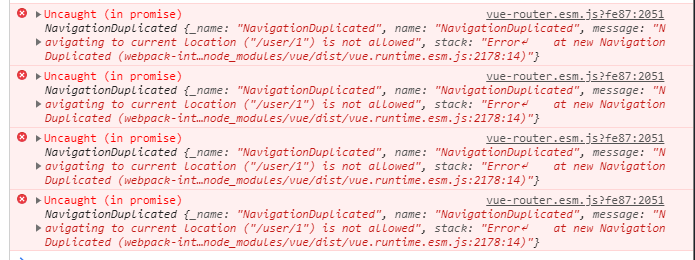 Uncaught (in promise) vue-router.esm.js?fe87:2051
NavigationDuplicated {_name: "NavigationDuplicated", name: "NavigationDuplicated", message: "N
avigating to current location ("/user/1") is not allowed", stack: "Error↵    at new Navigation
Duplicated (webpack-int…node_modules/vue/dist/vue.runtime.esm.js:2178:14)"}
Uncaught (in promise) vue-router.esm.js?fe87:2051
NavigationDuplicated {_name: "NavigationDuplicated", name: "NavigationDuplicated", message: "N
avigating to current location ("/user/1") is not allowed", stack: "Error↵    at new Navigation
Duplicated (webpack-int…node_modules/vue/dist/vue.runtime.esm.js:2178:14)"}
Uncaught (in promise) vue-router.esm.js?fe87:2051
NavigationDuplicated {_name: "NavigationDuplicated", name: "NavigationDuplicated", message: "N
avigating to current location ("/user/1") is not allowed", stack: "Error↵    at new Navigation
Duplicated (webpack-int…node_modules/vue/dist/vue.runtime.esm.js:2178:14)"}
Uncaught (in promise) vue-router.esm.js?fe87:2051
NavigationDuplicated {_name: "NavigationDuplicated", name: "NavigationDuplicated", message: "N
avigating to current location ("/user/1") is not allowed", stack: "Error↵    at new Navigation
Duplicated (webpack-int…node_modules/vue/dist/vue.runtime.esm.js:2178:14)"}